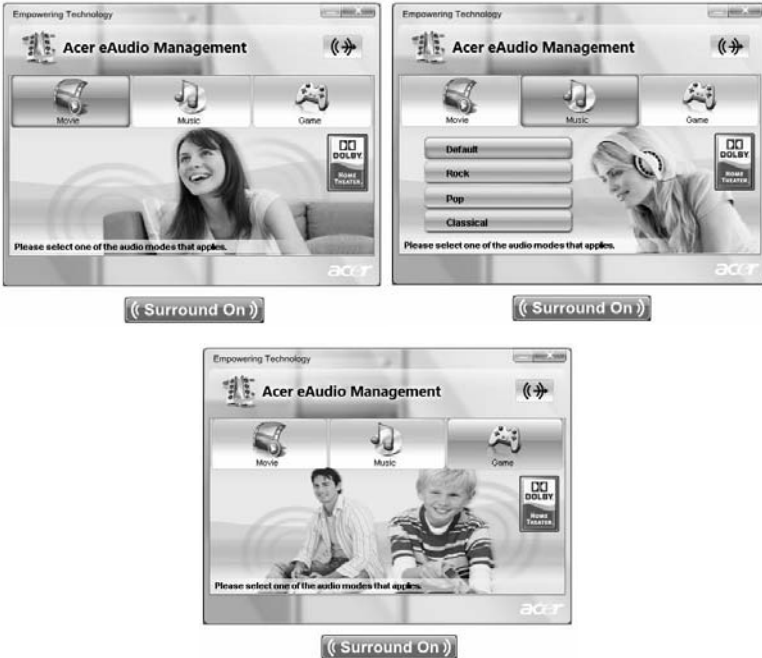 Empowering Technology
Acer eAudio Management
Movie Music Game
DOLBY
HOME
THEATER
Please select one of the audio modes that apples.
acer
((Surround On))
Empowering Technology
Acer eAudio Management
Movie Music Game
Default
Rock
Pop
Classical
DOLBY
HOME
THEATER
Please select one of the audio modes that apples.
acer
((Surround On))
Empowering Technology
Acer eAudio Management
Movie Music Game
DOLBY
HOME
THEATER
Please select one of the audio modes that apples.
acer
((Surround On))